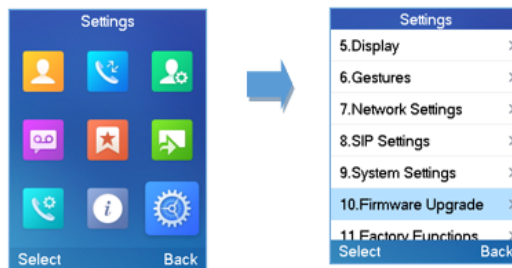 Settings
Select Back
Settings
5.Display
6.Gestures
7.Network Settings
8.SIP Settings
9.System Settings
10.Firmware Upgrade
11.Factory Functions
Select Back